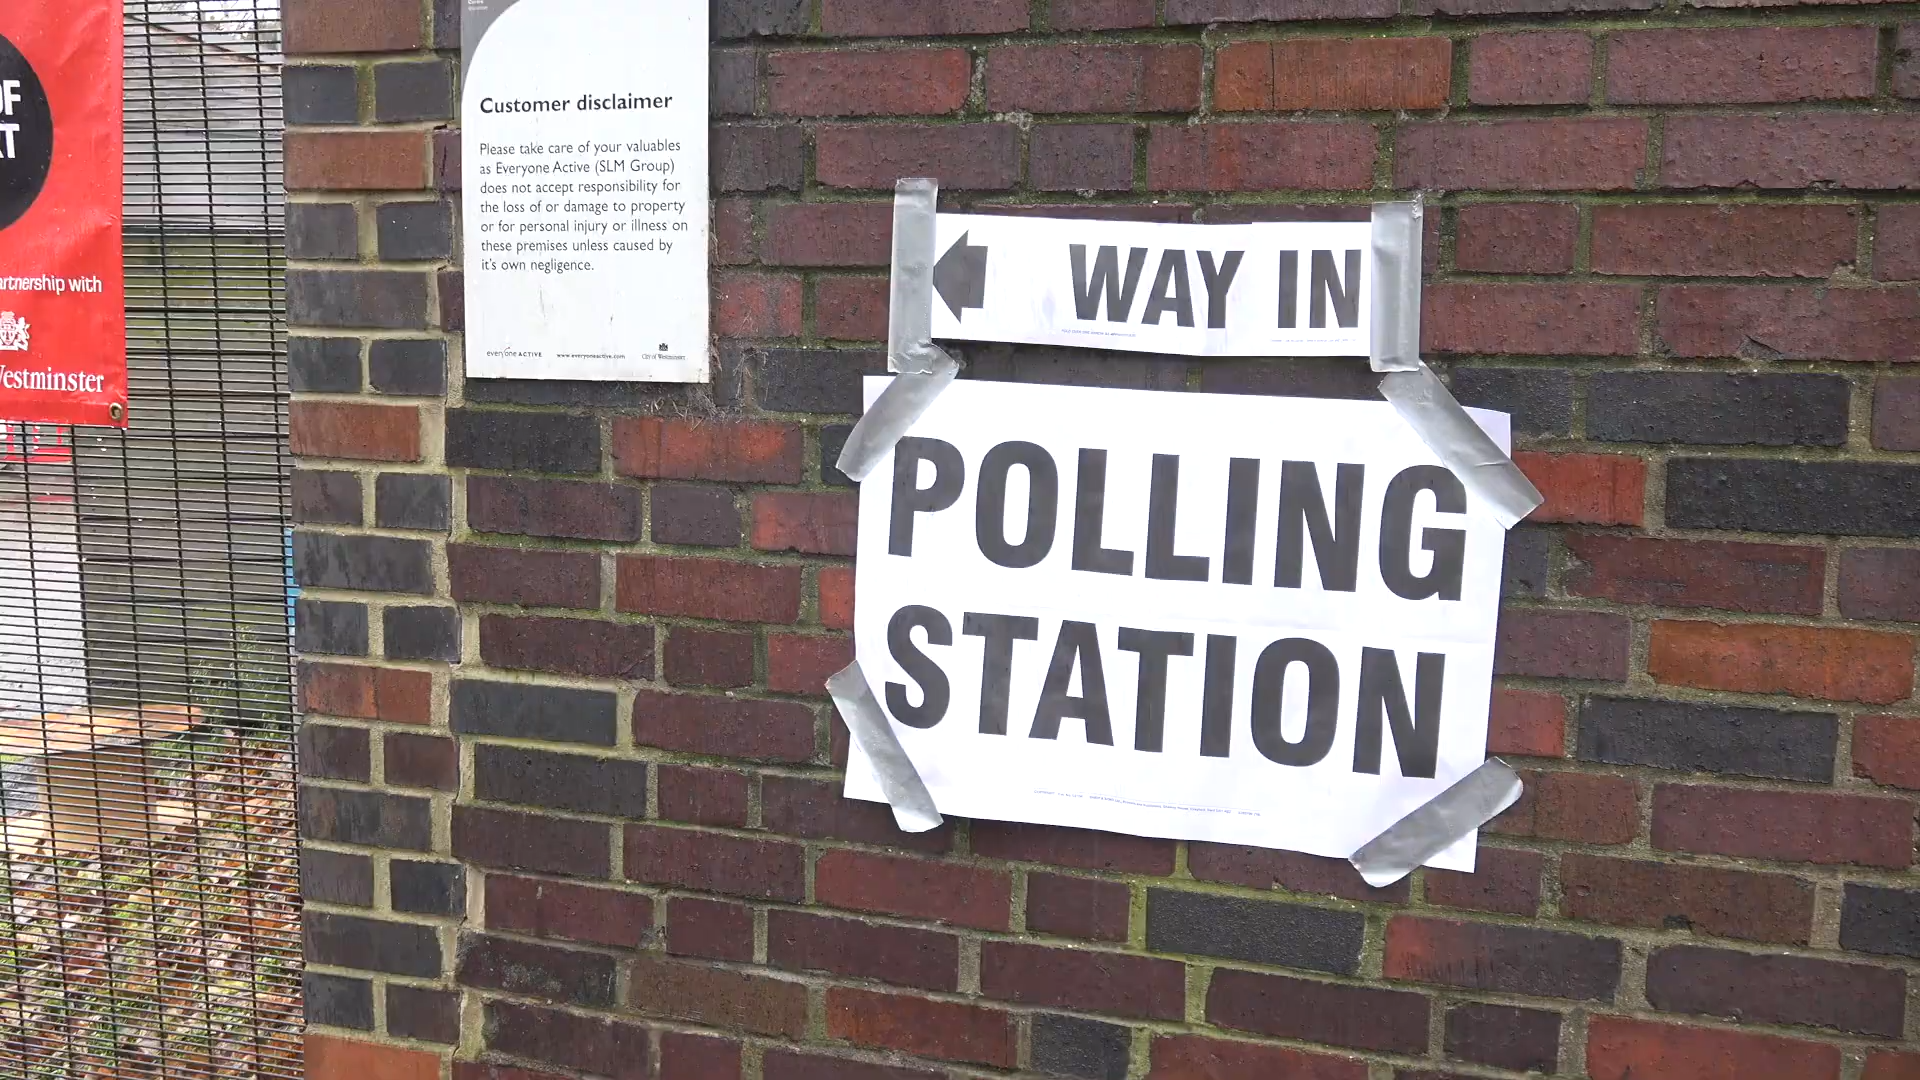 OF
RT
artnership with
Westminster
Customer disclaimer
Please take care of your valuables
as Everyone Active (SLM Group)
does not accept responsibility for
the loss of or damage to property
or for personal injury or illness on
these premises unless caused by
it's own negligence.
everyone ACTIVE www.everyoneactive.com City of Westminster
WAY IN
POLLING
STATION